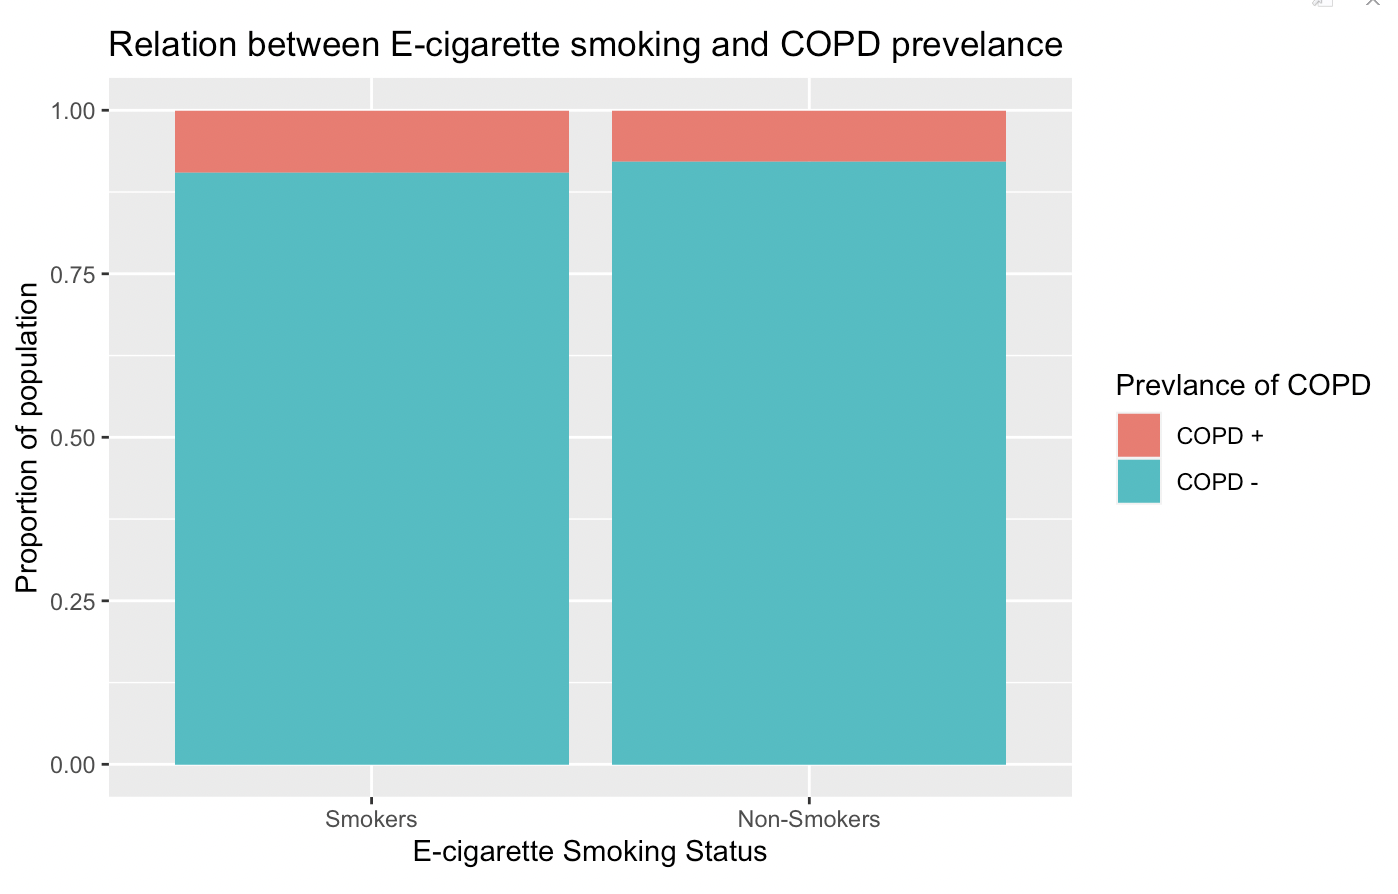 Relation between E-cigarette smoking and COPD prevelance
1.00
0.75
0.50
0.25
0.00
Proportion of population
Smokers
Non-Smokers
E-cigarette Smoking Status
Prevlance of COPD
COPD +
COPD -